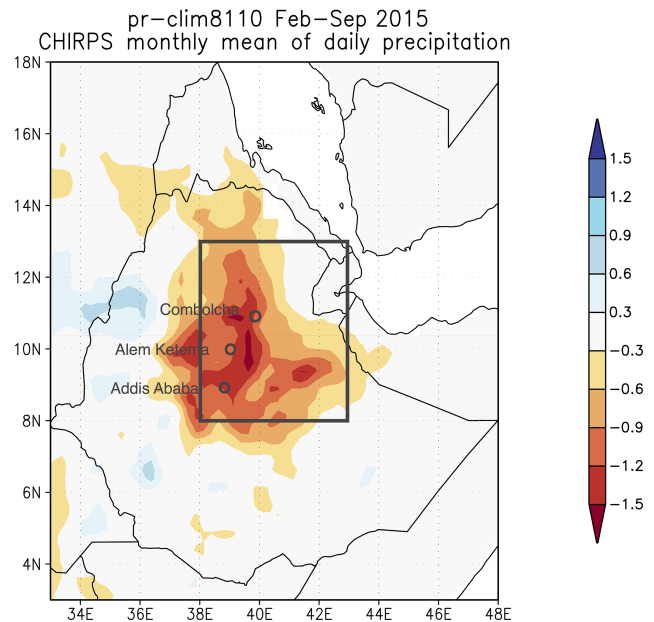 pr-clim8110 Feb-Sep 2015
CHIRPS monthly mean of daily precipitation
18N
16N
14N
12N
10N
8N
6N
4N
34E 36E 38E 40E 42E 44E 46E 48E
Combolcha
Alem Ketema
Addis Ababa
1.5
1.2
0.9
0.6
0.3
-0.3
-0.6
-0.9
-1.2
-1.5